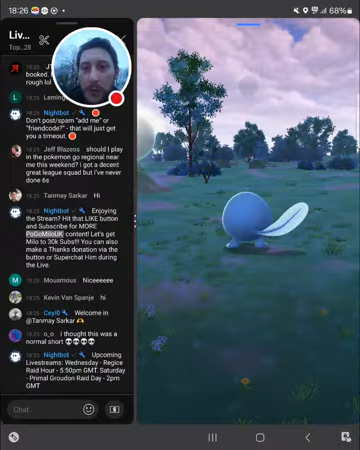 18:26
68%
Liv...
Top...28
18:25
booked.
rough lol
18:25 Leming
18:25 Nightbot
Don't post/spam "add me" or
"friendcode?" - that will just get
you a timeout.
18:25 Jeff Blazeos should I play
in the pokemon go regional near
me this weekend? I got a decent
great league squad but I've never
done 6s
18:25 Tanmay Sarkar Hi
18:25 Nightbot Enjoying
the Stream? Hit that LIKE button
and Subscribe for MORE
PoGoMiloUK content! Let's get
Milo to 30k Subs!!! You can also
make a Thanks donation via the
button or Superchat Him during
the Live.
18:25 Mousmous Niceeeeee
18:25 Kevin Van Spanje hi
18:25 Ceyl0 Welcome in
@Tanmay Sarkar
18:25 o_o I thought this was a
normal short
18:25 Nightbot Upcoming
Livestreams: Wednesday - Regice
Raid Hour - 5:50pm GMT. Saturday
- Primal Groudon Raid Day - 2pm
GMT
Chat...